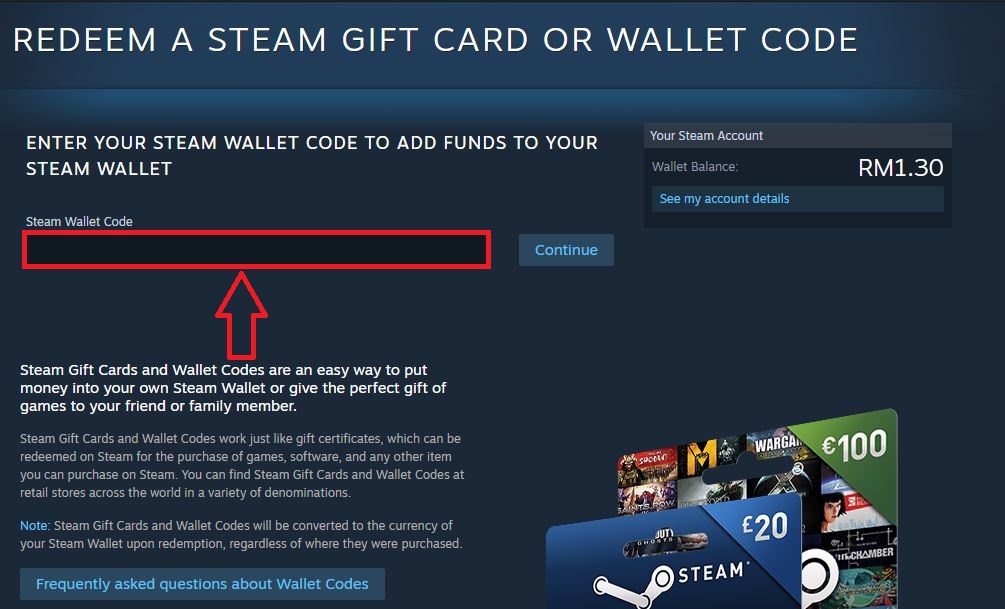 REDEEM A STEAM GIFT CARD OR WALLET CODE
ENTER YOUR STEAM WALLET CODE TO ADD FUNDS TO YOUR
STEAM WALLET
Steam Wallet Code
Continue
Your Steam Account
Wallet Balance: RM1.30
See my account details
Steam Gift Cards and Wallet Codes are an easy way to put
money into your own Steam Wallet or give the perfect gift of
games to your friend or family member.
Steam Gift Cards and Wallet Codes work just like gift certificates, which can be
redeemed on Steam for the purchase of games, software, and any other item
you can purchase on Steam. You can find Steam Gift Cards and Wallet Codes at
retail stores across the world in a variety of denominations.
Note: Steam Gift Cards and Wallet Codes will be converted to the currency of
your Steam Wallet upon redemption, regardless of where they were purchased.
Frequently asked questions about Wallet Codes
€100
SHOGUN
WARGA
SAINTS ROW
£20
GHOSTS
CHAMBER
STEAM